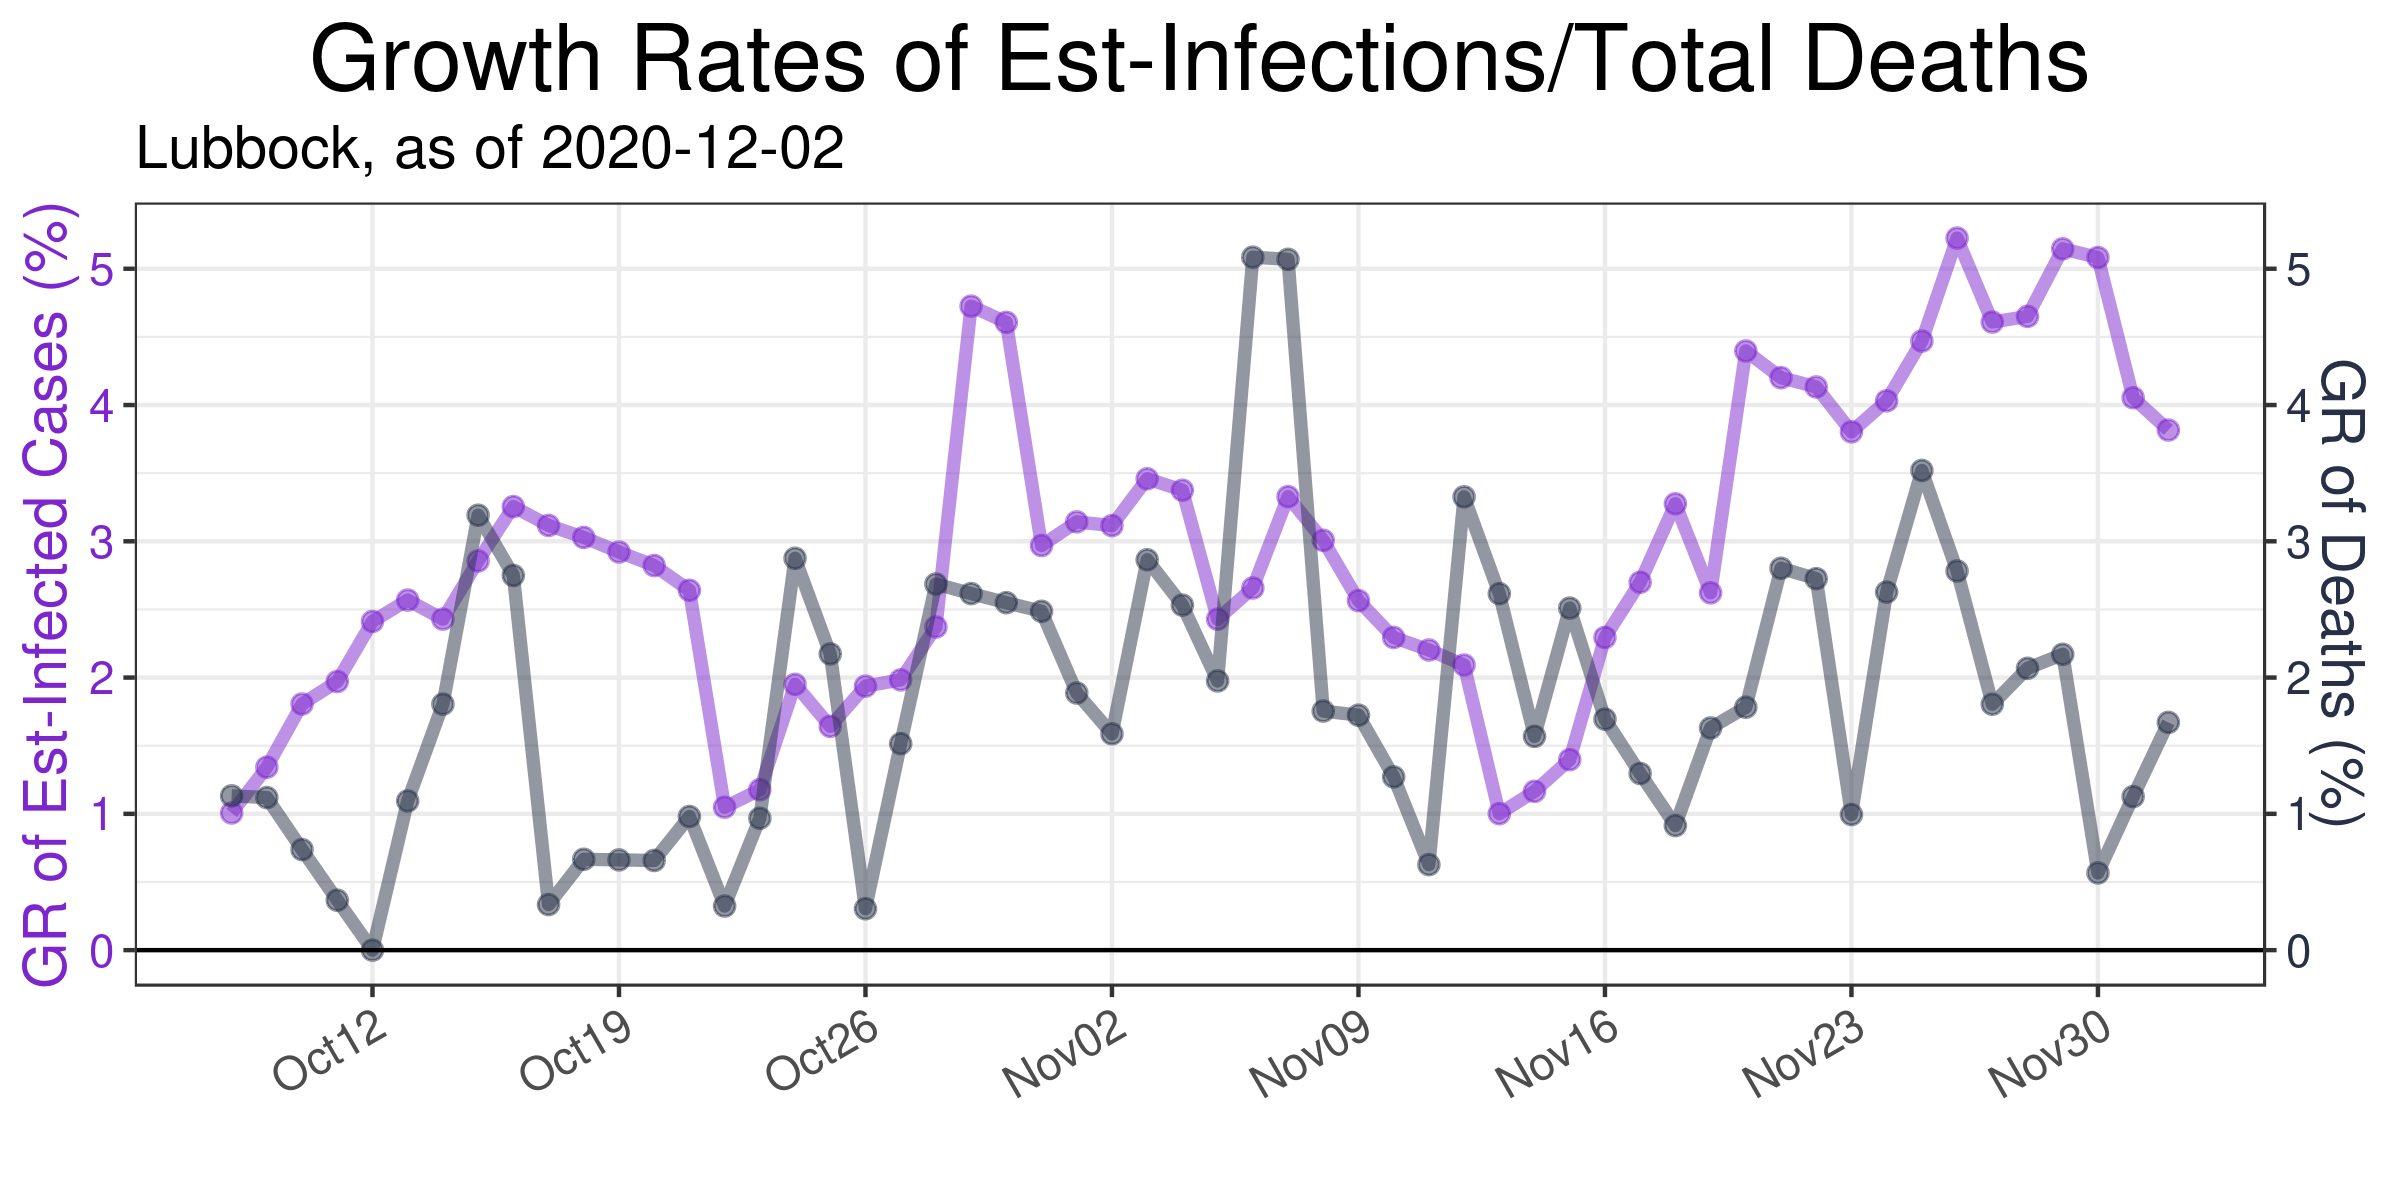 Growth Rates of Est-Infections/Total Deaths
Lubbock, as of 2020-12-02
GR of Est-Infected Cases (%)
5
4
3
2
1
0
5
4
3
2
1
0
GR of Deaths (%)
Oct12
Oct19
Oct26
Nov02
Nov09
Nov16
Nov23
Nov30